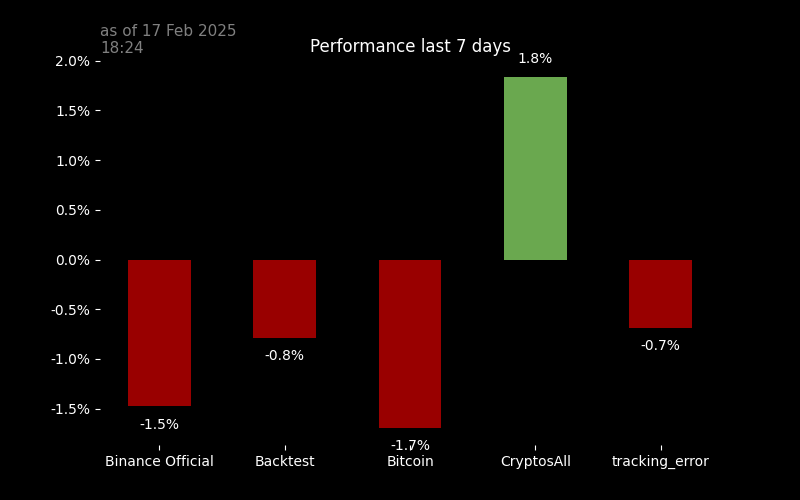 as of 17 Feb 2025
18:24
Performance last 7 days
2.0%
1.5%
1.0%
0.5%
0.0%
-0.5%
-1.0%
-1.5%
-1.5%
-0.8%
-1.7%
1.8%
-0.7%
Binance Official
Backtest
Bitcoin
CryptosAll
tracking_error